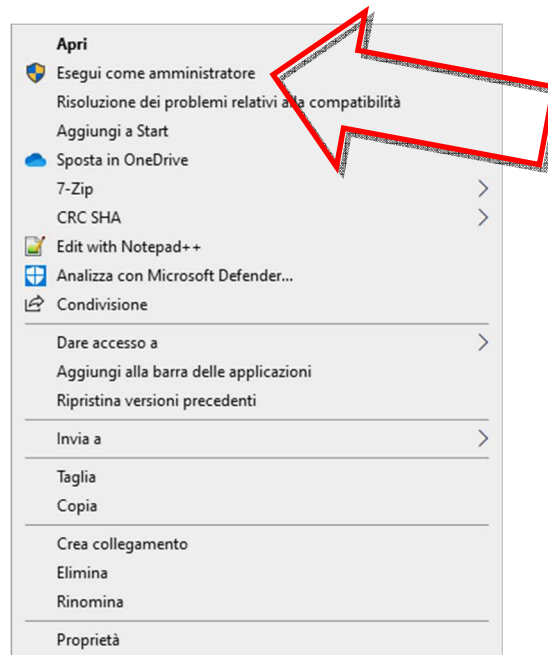 Apri
Esegui come amministratore
Risoluzione dei problemi relativi alla compatibilità
Aggiungi a Start
Sposta in OneDrive
7-Zip
CRC SHA
Edit with Notepad++
Analizza con Microsoft Defender...
Condivisione
Dare accesso a
Aggiungi alla barra delle applicazioni
Ripristina versioni precedenti
Invia a
Taglia
Copia
Crea collegamento
Elimina
Rinomina
Proprietà